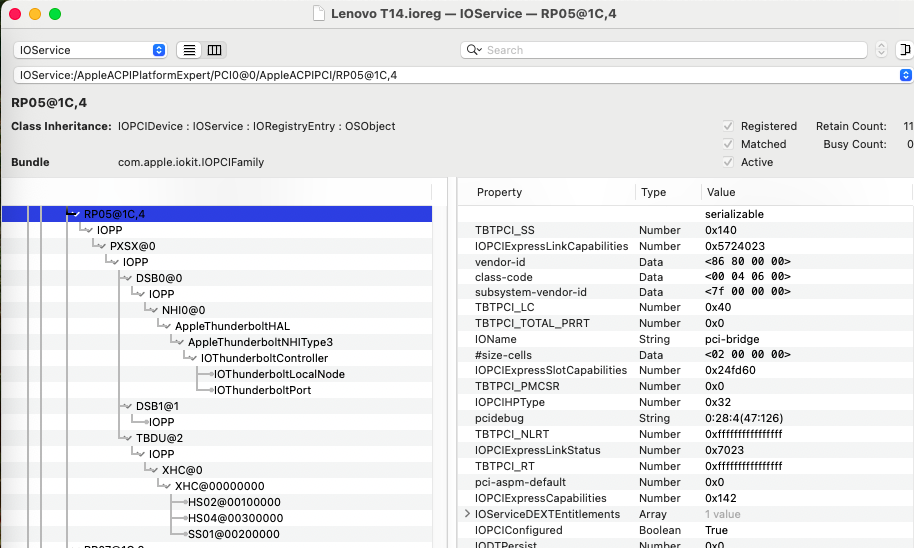 Lenovo T14.ioreg — IOService — RP05@1C,4
IOService
Search
IOService:/AppleACPIPlatformExpert/PCI0@0/AppleACPIPCI/RP05@1C,4
RP05@1C,4
Class Inheritance: IOPCIDevice : IOService : IORegistryEntry : OSObject
Registered Retain Count: 11
Matched Busy Count: 0
Bundle com.apple.iokit.IOPCIFamily
Active
RP05@1C,4
IOPP
PXSX@0
IOPP
DSB0@0
IOPP
NHI0@0
AppleThunderboltHAL
AppleThunderboltNHIType3
IOThunderboltController
IOThunderboltLocalNode
IOThunderboltPort
DSB1@1
IOPP
TBDU@2
IOPP
XHC@0
XHC@00000000
HS02@00100000
HS04@00300000
SS01@00200000
Property Type Value
serializable
TBTPCI_SS Number 0x140
IOPCIExpressLinkCapabilities Number 0x5724023
vendor-id Data <86 80 00 00>
class-code Data <00 04 06 00>
subsystem-vendor-id Data <7f 00 00 00>
TBTPCI_LC Number 0x40
TBTPCI_TOTAL_PRRT Number 0x0
IOName String pci-bridge
#size-cells Data <02 00 00 00>
IOPCIExpressSlotCapabilities Number 0x24fd60
TBTPCI_PMCSR Number 0x0
IOPCIHPType Number 0x32
pcidebug String 0:28:4(47:126)
TBTPCI_NLRT Number 0xffffffffffffffff
IOPCIExpressLinkStatus Number 0x7023
TBTPCI_RT Number 0xffffffffffffffff
pci-aspm-default Number 0x0
IOPCIExpressCapabilities Number 0x142
IOServiceDEXTEntitlements Array 1 value
IOPCIConfigured Boolean True
IODTPersist Number 0x0